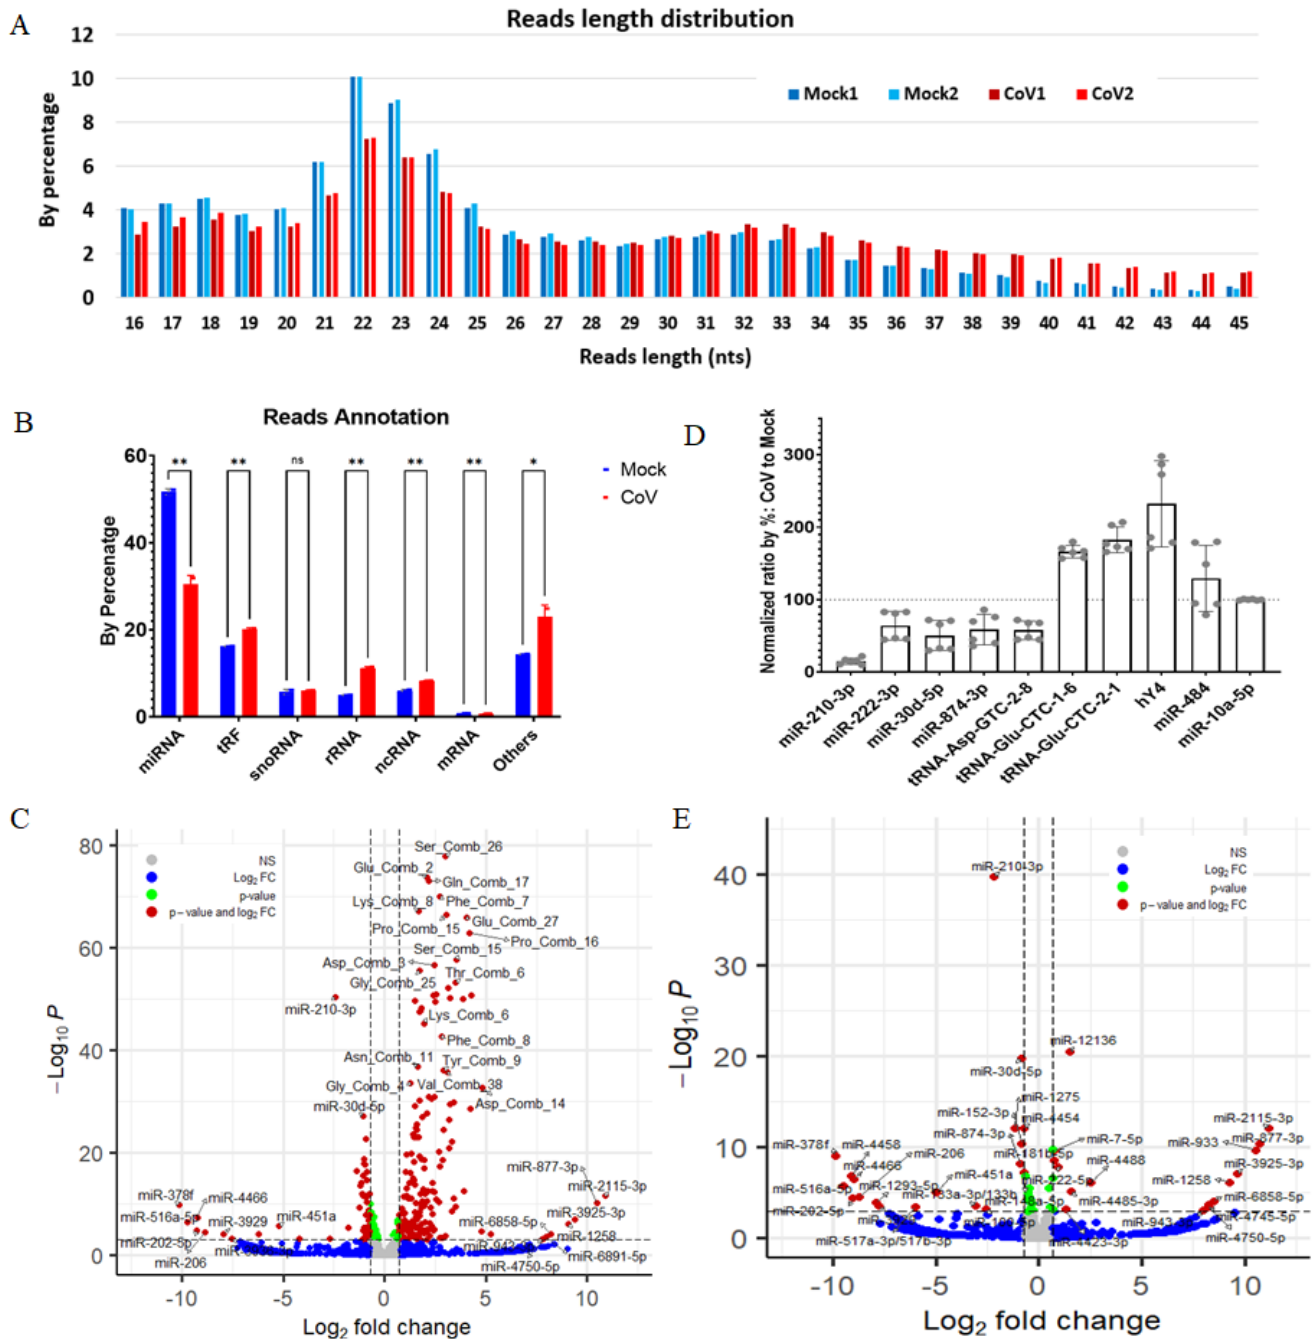 A
Reads length distribution
12
10
8
6
4
2
0
By percentage
Mock1 Mock2 CoV1 CoV2
16 17 18 19 20 21 22 23 24 25 26 27 28 29 30 31 32 33 34 35 36 37 38 39 40 41 42 43 44 45
Reads length (nts)
B
Reads Annotation
60
40
20
0
By Percenatge
** ** ns ** ** ** *
Mock
CoV
miRNA tRF snoRNA rRNA ncRNA mRNA Others
D
Normalized ratio by %: CoV to Mock
300
200
100
0
miR-210-3p miR-222-3p miR-30d-5p miR-874-3p tRNA-Asp-GTC-2-8 tRNA-Glu-CTC-1-6 tRNA-Glu-CTC-2-1 hY4 miR-484 miR-10a-5p
C
80
60
40
20
0
−Log10 P
NS
Log2 FC
p-value
p − value and log2 FC
Ser_Comb_26
Glu_Comb_2
Gln_Comb_17
Lys_Comb_8
Phe_Comb_7
Glu_Comb_27
Pro_Comb_15
Pro_Comb_16
Ser_Comb_15
Asp_Comb_3
Thr_Comb_6
Gly_Comb_25
miR-210-3p
Lys_Comb_6
Phe_Comb_8
Asn_Comb_11
Tyr_Comb_9
Gly_Comb_4
Val_Comb_38
Asp_Comb_14
miR-30d-5p
miR-877-3p
miR-2115-3p
miR-378f
miR-4466
miR-516a-5p
miR-3929
miR-451a
miR-3925-3p
miR-6858-5p
miR-1258
miR-202-5p
miR-206
miR-6891-5p
miR-4750-5p
-10 -5 0 5 10
Log2 fold change
E
40
20
0
−Log10 P
NS
Log2 FC
p-value
p − value and log2 FC
miR-210-3p
miR-12136
miR-30d-5p
miR-1275
miR-152-3p
miR-4454
miR-2115-3p
miR-378f
miR-4458
miR-874-3p
miR-7-5p
miR-933
miR-877-3p
miR-206
miR-181b-5p
miR-4466
miR-451a
miR-4488
miR-3925-3p
miR-516a-5p
miR-1293-5p
miR-222-5p
miR-1258
miR-133a-3p/133b
miR-143a-5p
miR-4485-3p
miR-6858-5p
miR-202-5p
miR-943
miR-4745-5p
miR-517a-3p/517b-3p
miR-4423-3p
miR-4750-5p
-10 -5 0 5 10
Log2 fold change